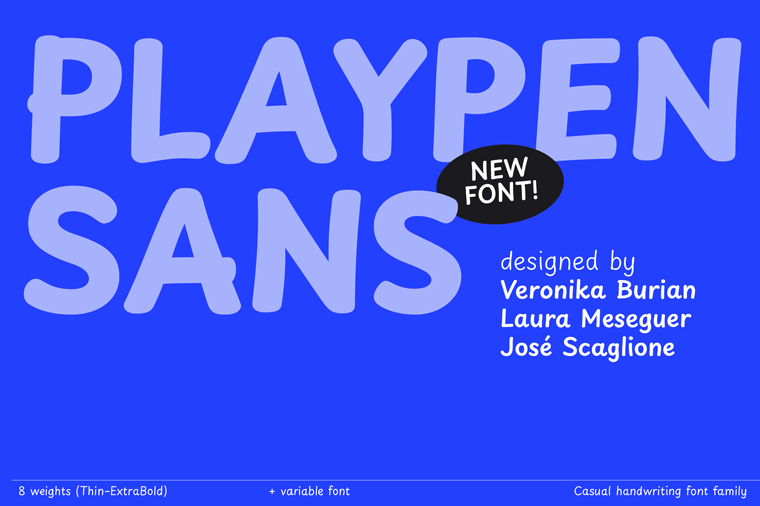 PLAYPEN
SANS
NEW
FONT!
designed by
Veronika Burian
Laura Meseguer
José Scaglione
8 weights (Thin–ExtraBold)
+ variable font
Casual handwriting font family